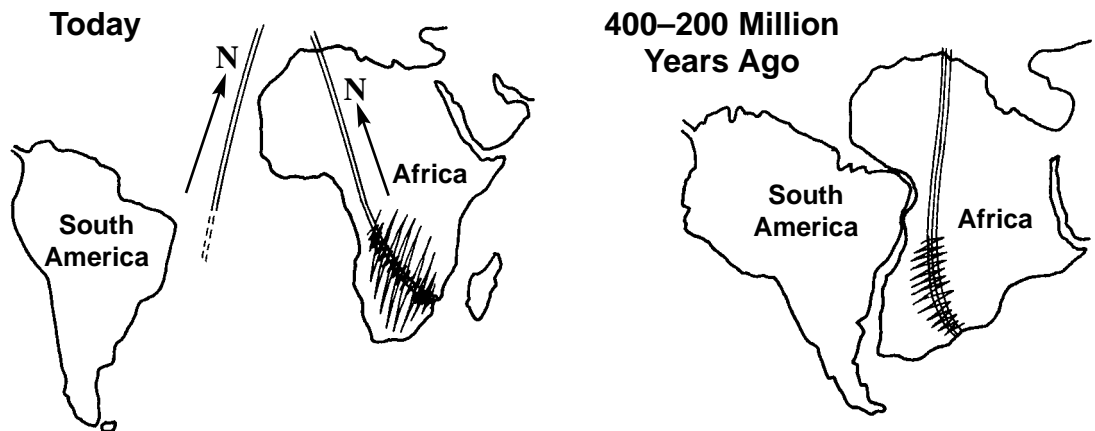 Today
400–200 Million
Years Ago
N
N
Africa
South
America
South
America
Africa